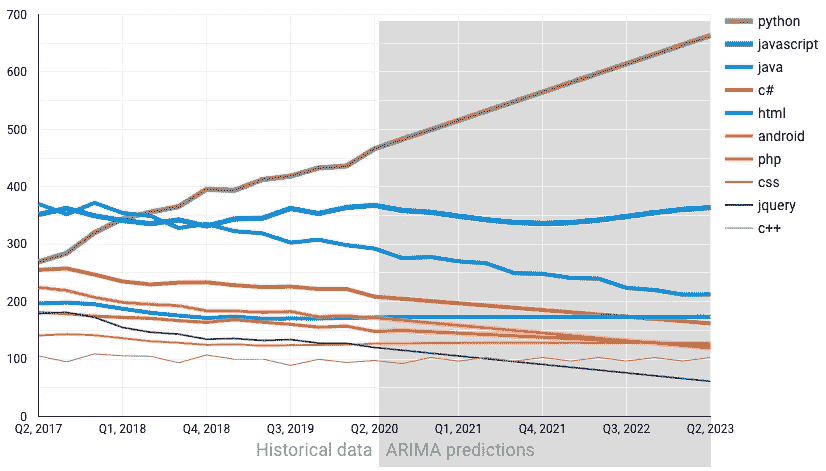 700
600
500
400
300
200
100
0
Q2, 2017
Q1, 2018
Q4, 2018
Q3, 2019
Q2, 2020
Q1, 2021
Q4, 2021
Q3, 2022
Q2, 2023
Historical data
ARIMA predictions
python
javascript
java
c#
html
android
php
css
jquery
c++